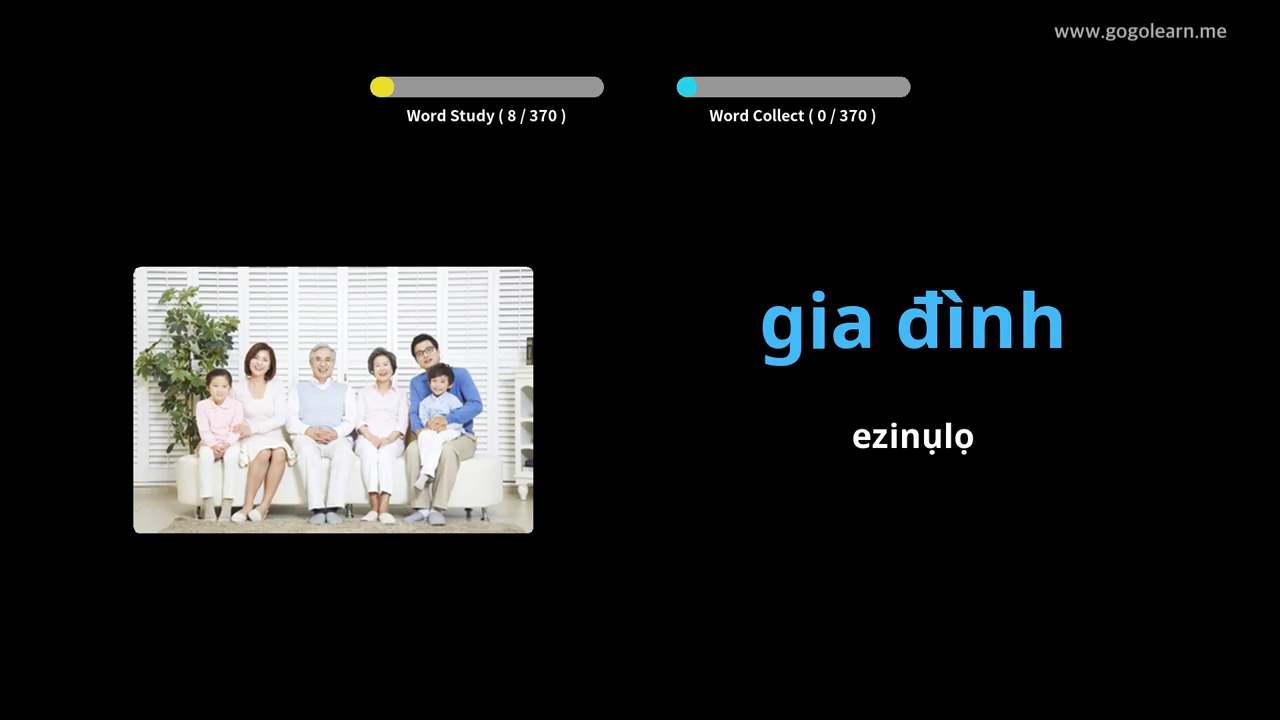 www.gogolearn.me
Word Study ( 8 / 370 )
Word Collect ( 0 / 370 )
gia đình
ezinụlọ